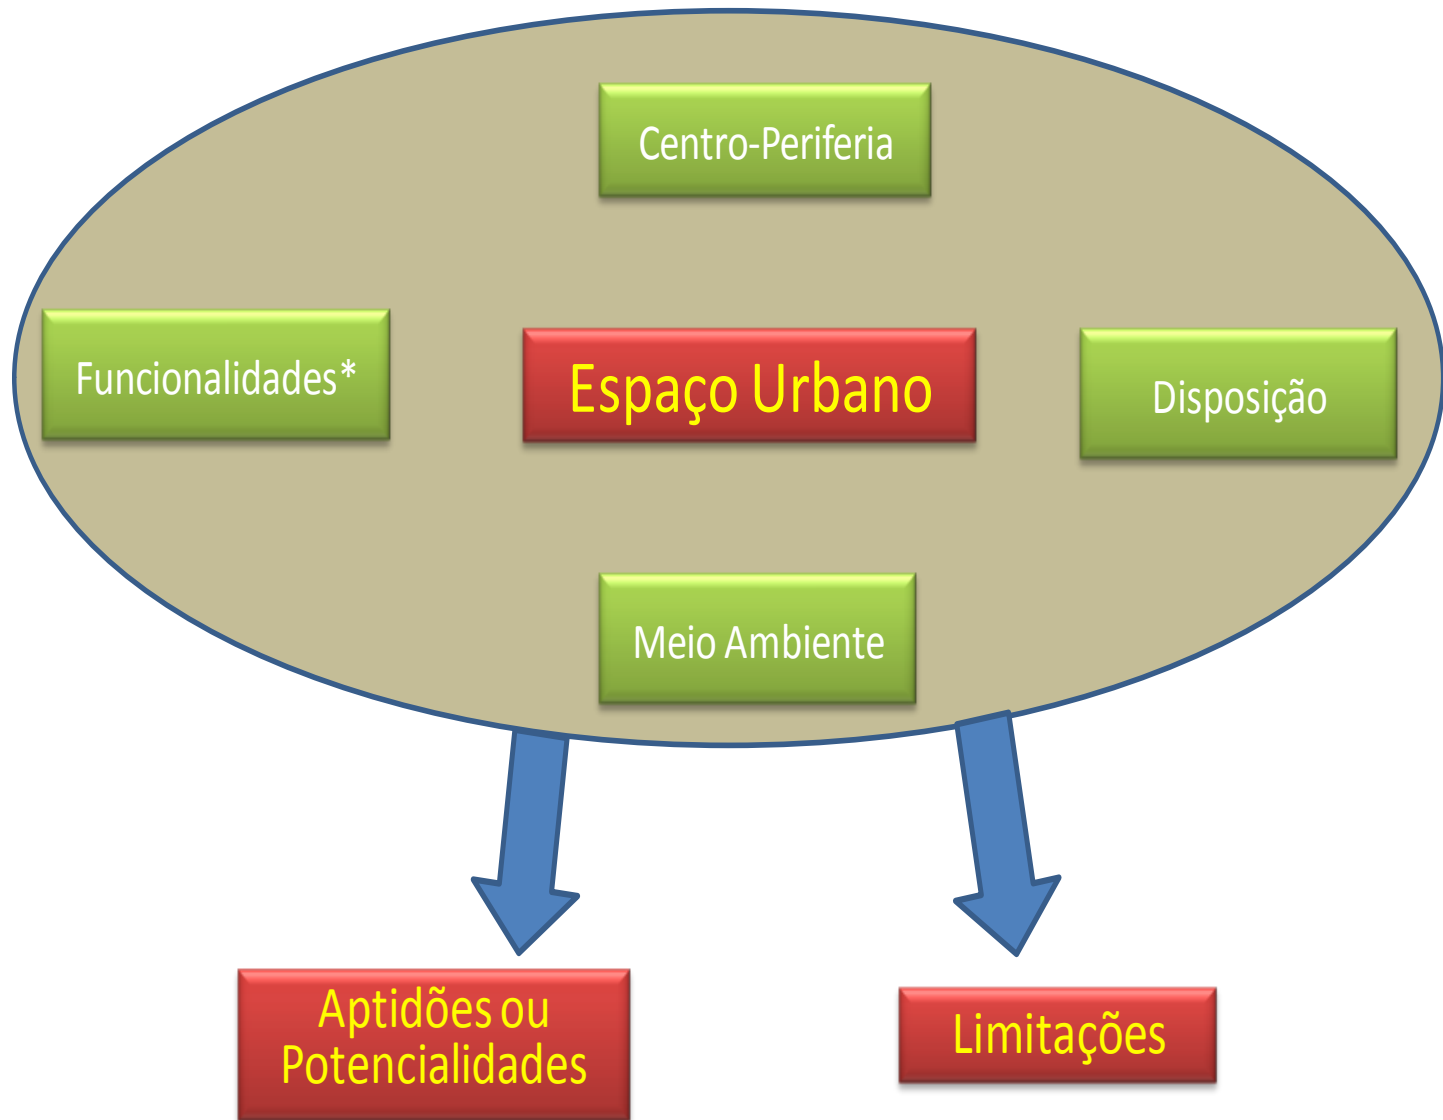 Centro-Periferia
Funcionalidades*
Espaço Urbano
Disposição
Meio Ambiente
Aptidões ou
Potencialidades
Limitações